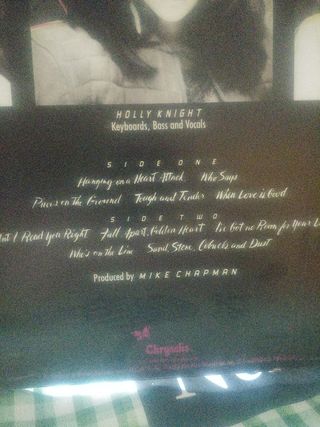 HOLLY KNIGHT
Keyboards, Bass and Vocals
SIDE ONE
Hanging on a Heart Attack Who Says
Pieces on the Ground Tough and Tender When Love is Good
SIDE TWO
I Read You Right Fall Apart, Golden Heart I've Got no Room for Your
Who's on the Line Sand, Stone, Cobwebs and Dust
Produced by MIKE CHAPMAN
Chrysalis